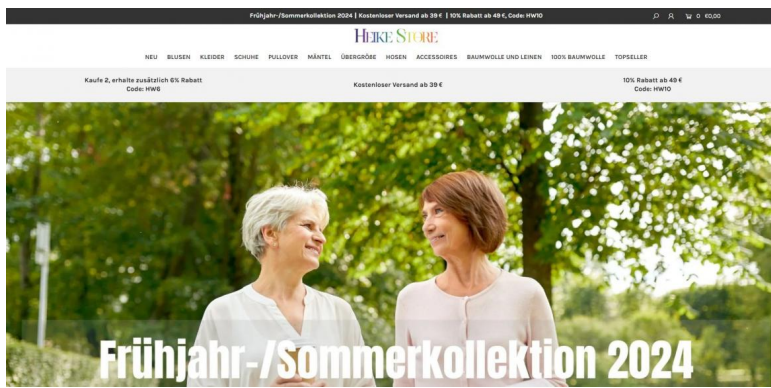 Frühjahr-/Sommerkollektion 2024 | Kostenloser Versand ab 39 € | 10% Rabatt ab 49 €, Code: HW10
0 €0,00
HEIKE STORE
NEU BLUSEN KLEIDER SCHUHE PULLOVER MÄNTEL ÜBERGRÖßE HOSEN ACCESSOIRES BAUMWOLLE UND LEINEN 100% BAUMWOLLE TOPSELLER
Kaufe 2, erhalte zusätzlich 6% Rabatt
Code: HW6
Kostenloser Versand ab 39 €
10% Rabatt ab 49 €
Code: HW10
Frühjahr-/Sommerkollektion 2024